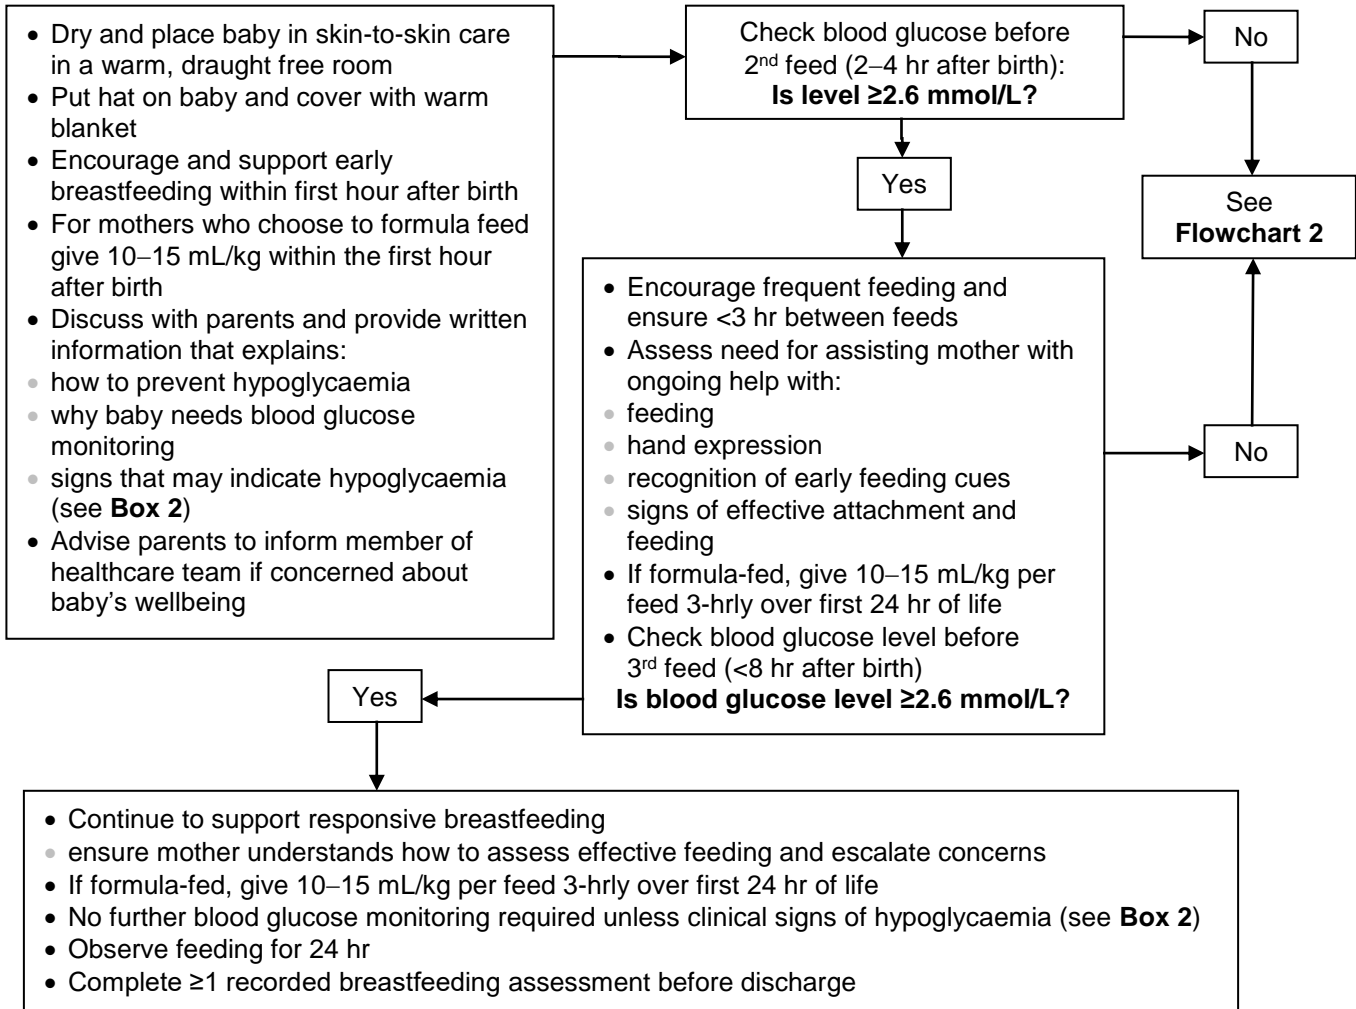 • Dry and place baby in skin-to-skin care
in a warm, draught free room
• Put hat on baby and cover with warm
blanket
• Encourage and support early
breastfeeding within first hour after birth
• For mothers who choose to formula feed
give 10–15 mL/kg within the first hour
after birth
• Discuss with parents and provide written
information that explains:
• how to prevent hypoglycaemia
• why baby needs blood glucose
monitoring
• signs that may indicate hypoglycaemia
(see Box 2)
• Advise parents to inform member of
healthcare team if concerned about
baby’s wellbeing
Check blood glucose before
2nd feed (2–4 hr after birth):
Is level ≥2.6 mmol/L?
No
Yes
See
Flowchart 2
• Encourage frequent feeding and
ensure <3 hr between feeds
• Assess need for assisting mother with
ongoing help with:
• feeding
• hand expression
• recognition of early feeding cues
• signs of effective attachment and
feeding
• If formula-fed, give 10–15 mL/kg per
feed 3-hrly over first 24 hr of life
• Check blood glucose level before
3rd feed (<8 hr after birth)
Is blood glucose level ≥2.6 mmol/L?
No
Yes
• Continue to support responsive breastfeeding
• ensure mother understands how to assess effective feeding and escalate concerns
• If formula-fed, give 10–15 mL/kg per feed 3-hrly over first 24 hr of life
• No further blood glucose monitoring required unless clinical signs of hypoglycaemia (see Box 2)
• Observe feeding for 24 hr
• Complete ≥1 recorded breastfeeding assessment before discharge